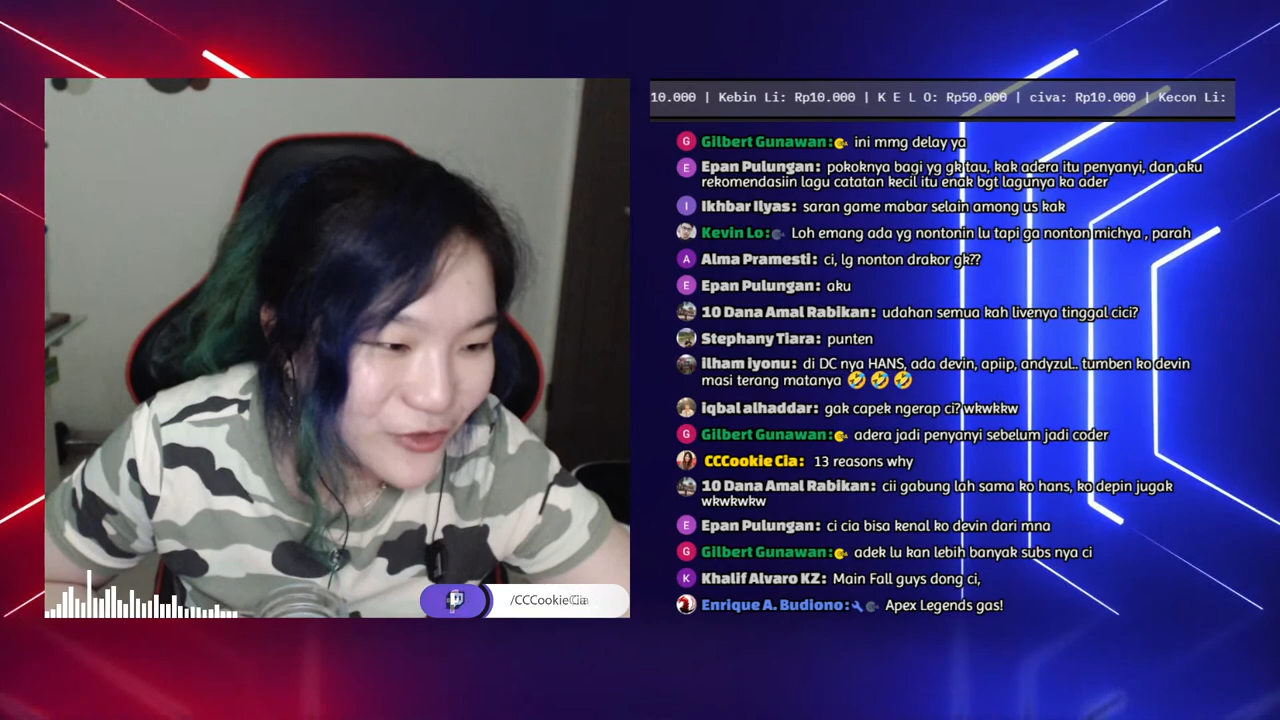 10.000 | Kebin Li: Rp10.000 | K E L O: Rp50.000 | civa: Rp10.000 | Kecon Li:
G Gilbert Gunawan: ini mmg delay ya
E Epan Pulungan: pokoknya bagi yg gk tau, kak adera itu penyanyi, dan aku
rekomendasiin lagu catatan kecil itu enak bgt lagunya ka ader
I Ikhbar Ilyas: saran game mabar selain among us kak
Kevin Lo: Loh emang ada yg nontonin lu tapi ga nonton michya , parah
A Alma Pramesti: ci, lg nonton drakor gk??
E Epan Pulungan: aku
10 Dana Amal Rabikan: udahan semua kah livenya tinggal cici?
Stephany Tiara: punten
ilham iyonu: di DC nya HANS, ada devin, apiip, andyzul.. tumben ko devin
masi terang matanya 🤣 🤣 🤣
iqbal alhaddar: gak capek ngerap ci? wkwkkw
G Gilbert Gunawan: adera jadi penyanyi sebelum jadi coder
CCCookie Cia: 13 reasons why
10 Dana Amal Rabikan: cii gabung lah sama ko hans, ko depin jugak
wkwkwkw
E Epan Pulungan: ci cia bisa kenal ko devin dari mna
G Gilbert Gunawan: adek lu kan lebih banyak subs nya ci
K Khalif Alvaro KZ: Main Fall guys dong ci,
Enrique A. Budiono: Apex Legends gas!
/CCCookie Cia